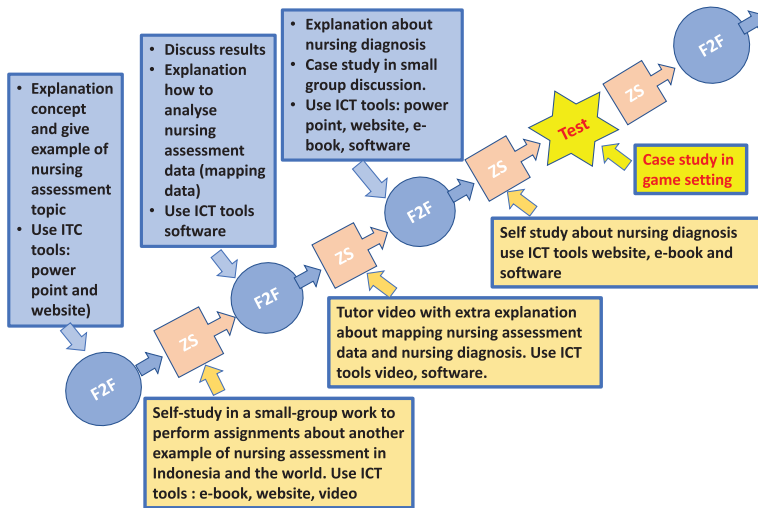 • Explanation
concept and give
example of
nursing
assessment
topic
• Use ITC
tools:
power
point and
website)
• Discuss results
• Explanation
how to
analyse
nursing
assessment
data (mapping
data)
• Use ICT tools
software
• Explanation about
nursing diagnosis
• Case study in small
group discussion.
• Use ICT tools: power
point, website, e-
book, software
F2F
ZS
F2F
ZS
F2F
ZS
Test
ZS
F2F
Case study in
game setting
Self study about nursing diagnosis
use ICT tools website, e-book and
software
Tutor video with extra explanation
about mapping nursing assessment
data and nursing diagnosis. Use ICT
tools video, software.
Self-study in a small-group work to
perform assignments about another
example of nursing assessment in
Indonesia and the world. Use ICT
tools : e-book, website, video